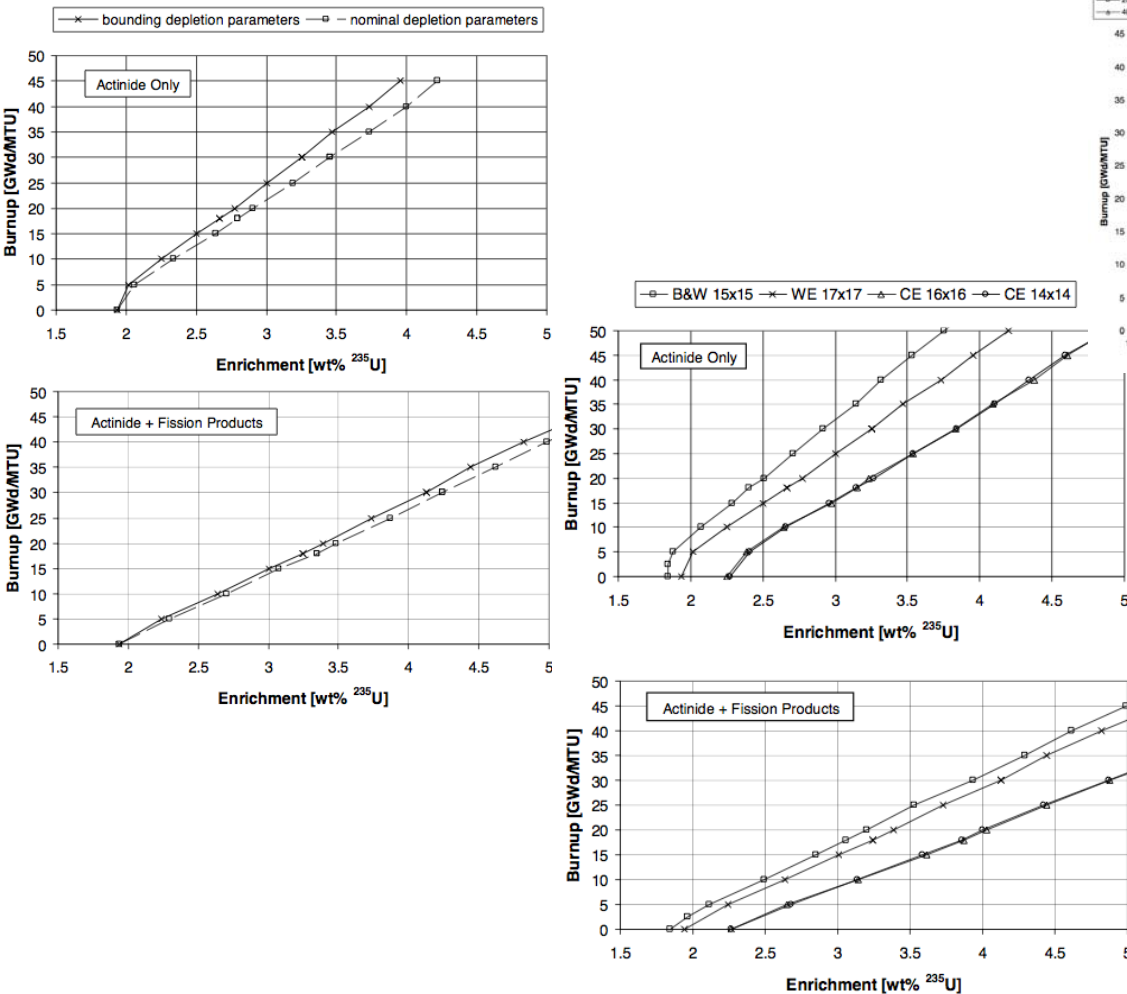 bounding depletion parameters nominal depletion parameters
50
45
40
35
30
25
20
15
10
5
0
Actinide Only
Burnup [GWd/MTU]
1.5 2 2.5 3 3.5 4 4.5 5
Enrichment [wt% ²³⁵U]
50
45
40
35
30
25
20
15
10
5
0
Actinide + Fission Products
Burnup [GWd/MTU]
1.5 2 2.5 3 3.5 4 4.5 5
Enrichment [wt% ²³⁵U]
45
40
35
30
25
20
15
10
5
0
Burnup [GWd/MTU]
B&W 15x15 WE 17x17 CE 16x16 CE 14x14
50
45
40
35
30
25
20
15
10
5
0
Actinide Only
Burnup [GWd/MTU]
1.5 2 2.5 3 3.5 4 4.5 5
Enrichment [wt% ²³⁵U]
50
45
40
35
30
25
20
15
10
5
0
Actinide + Fission Products
Burnup [GWd/MTU]
1.5 2 2.5 3 3.5 4 4.5 5
Enrichment [wt% ²³⁵U]